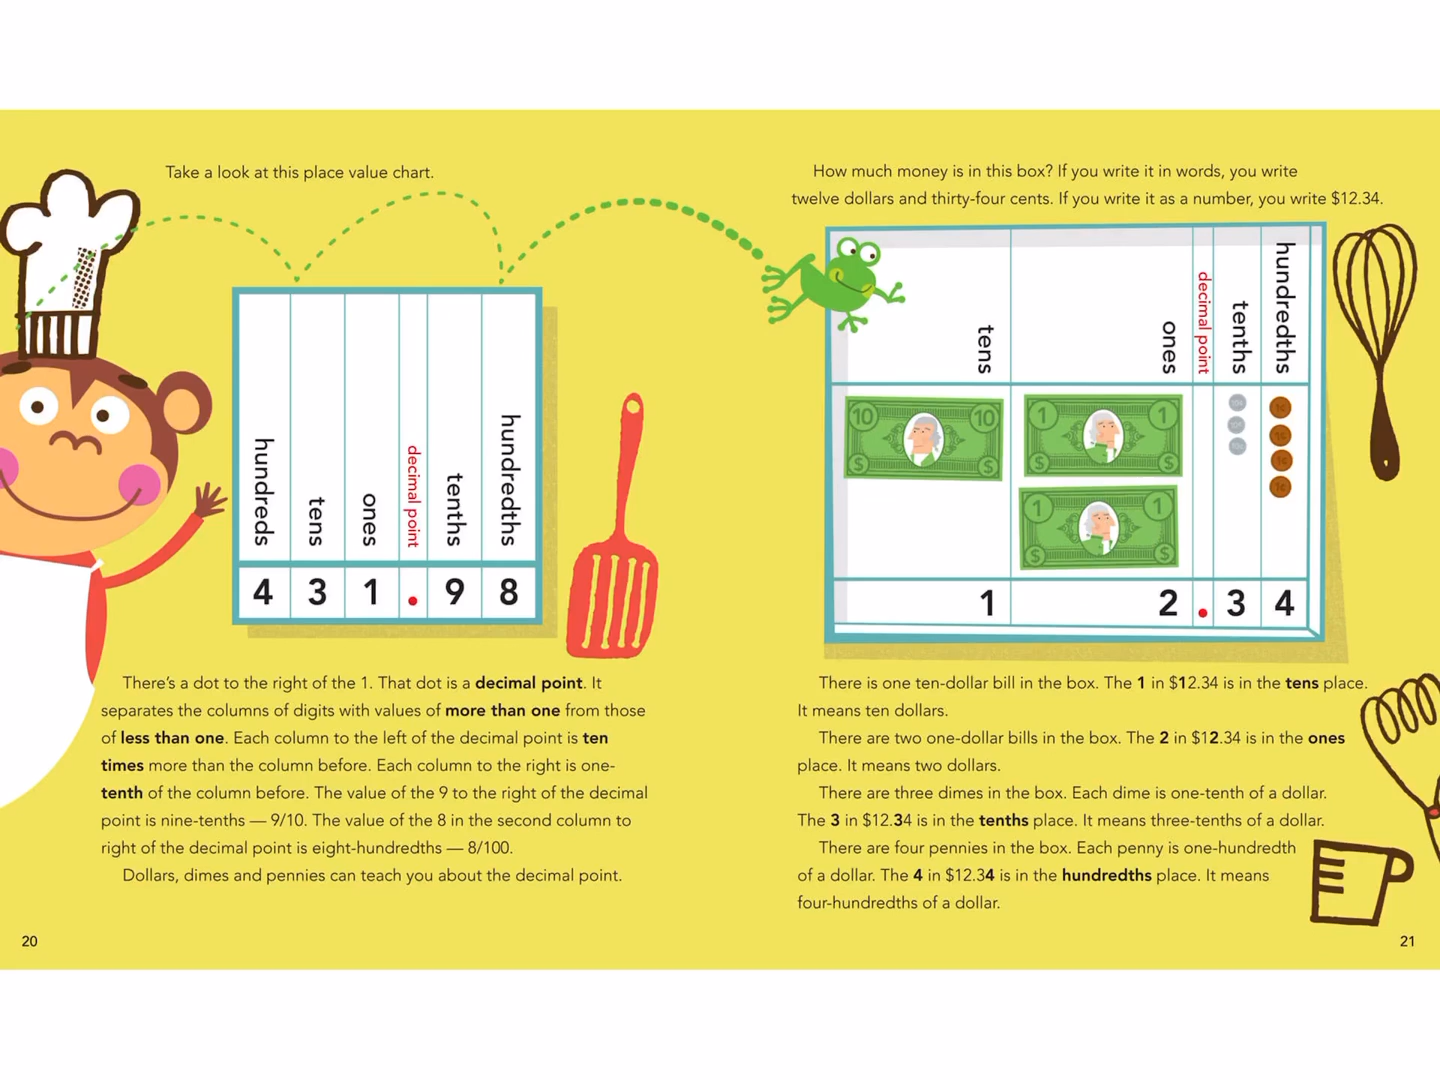 Take a look at this place value chart.
hundreds tens ones decimal point tenths hundredths
4 3 1 . 9 8
There's a dot to the right of the 1. That dot is a decimal point. It
separates the columns of digits with values of more than one from those
of less than one. Each column to the left of the decimal point is ten
times more than the column before. Each column to the right is one-
tenth of the column before. The value of the 9 to the right of the decimal
point is nine-tenths — 9/10. The value of the 8 in the second column to
right of the decimal point is eight-hundredths — 8/100.
Dollars, dimes and pennies can teach you about the decimal point.
20
How much money is in this box? If you write it in words, you write
twelve dollars and thirty-four cents. If you write it as a number, you write $12.34.
tens ones decimal point tenths hundredths
10 10 $ $
1 1 $ $
1 1 $ $
1 2 . 3 4
There is one ten-dollar bill in the box. The 1 in $12.34 is in the tens place.
It means ten dollars.
There are two one-dollar bills in the box. The 2 in $12.34 is in the ones
place. It means two dollars.
There are three dimes in the box. Each dime is one-tenth of a dollar.
The 3 in $12.34 is in the tenths place. It means three-tenths of a dollar.
There are four pennies in the box. Each penny is one-hundredth
of a dollar. The 4 in $12.34 is in the hundredths place. It means
four-hundredths of a dollar.
21